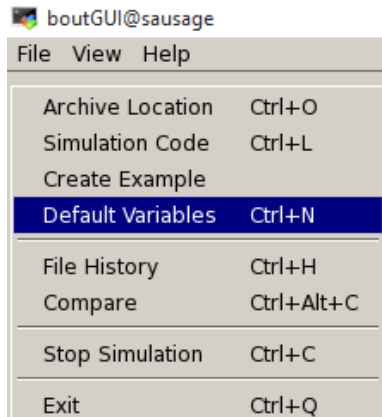 boutGUI@sausage
File View Help
Archive Location Ctrl+O
Simulation Code Ctrl+L
Create Example
Default Variables Ctrl+N
File History Ctrl+H
Compare Ctrl+Alt+C
Stop Simulation Ctrl+C
Exit Ctrl+Q